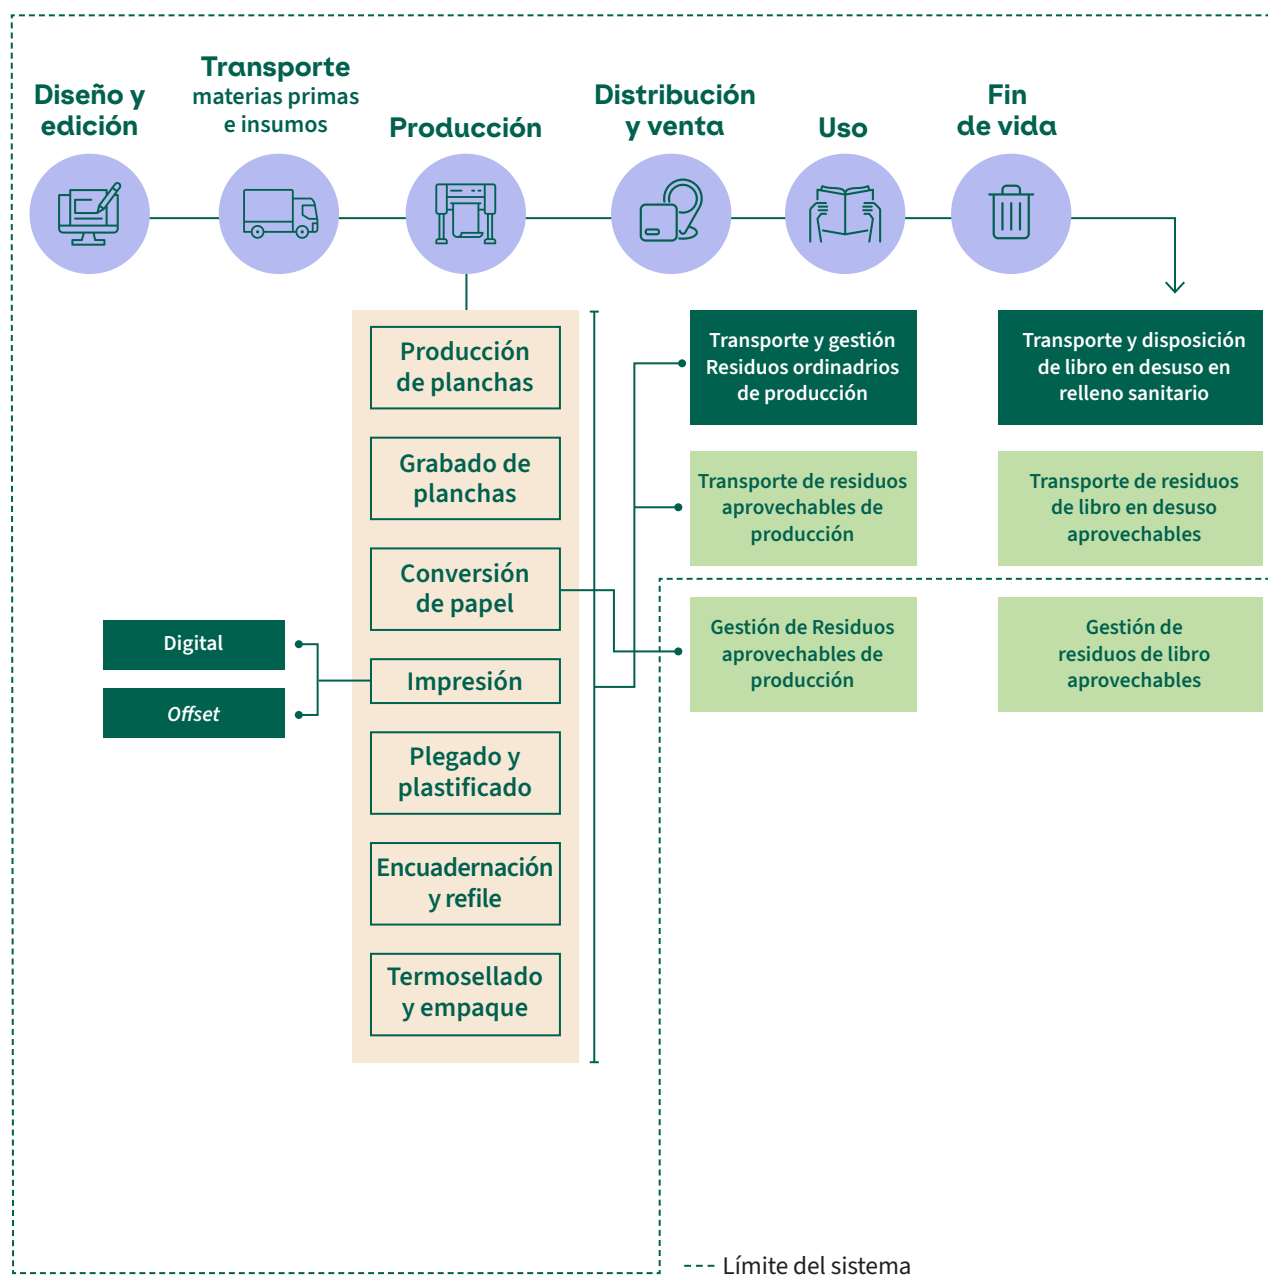 Diseño y
edición
Transporte
materias primas
e insumos
Producción
Distribución
y venta
Uso
Fin
de vida
Producción
de planchas
Grabado de
planchas
Conversión
de papel
Impresión
Plegado y
plastificado
Encuadernación
y refile
Termosellado
y empaque
Digital
Offset
Transporte y gestión
Residuos ordinadrios
de producción
Transporte de residuos
aprovechables de
producción
Gestión de Residuos
aprovechables de
producción
Transporte y disposición
de libro en desuso en
relleno sanitario
Transporte de residuos
de libro en desuso
aprovechables
Gestión de
residuos de libro
aprovechables
Límite del sistema